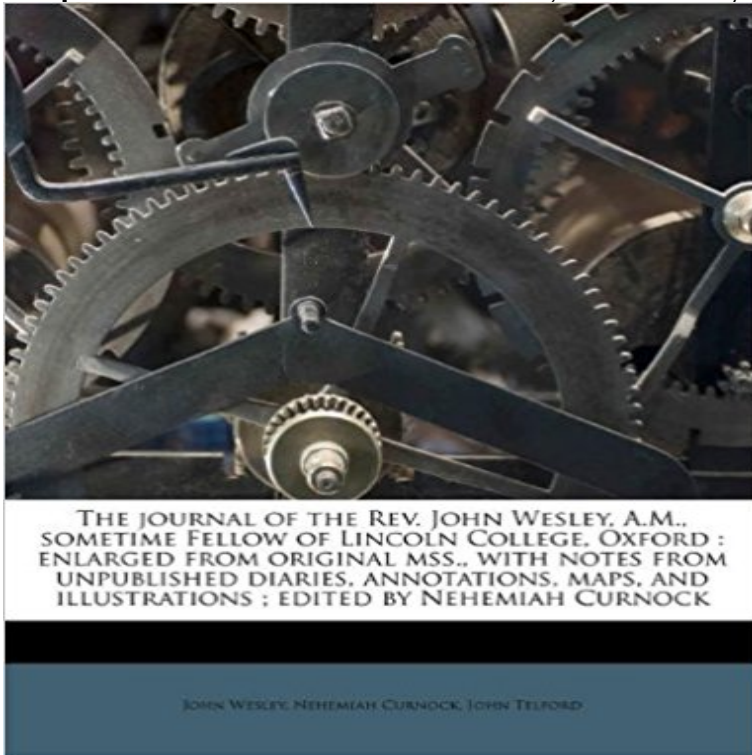 The journal of the Rev. John Wesley, A.M.,
sometime Fellow of Lincoln College, Oxford :
enlarged from original mss., with notes from
unpublished diaries, annotations, maps, and
illustrations ; edited by Nehemiah Curnock
John Wesley, Nehemiah Curnock, John Telford